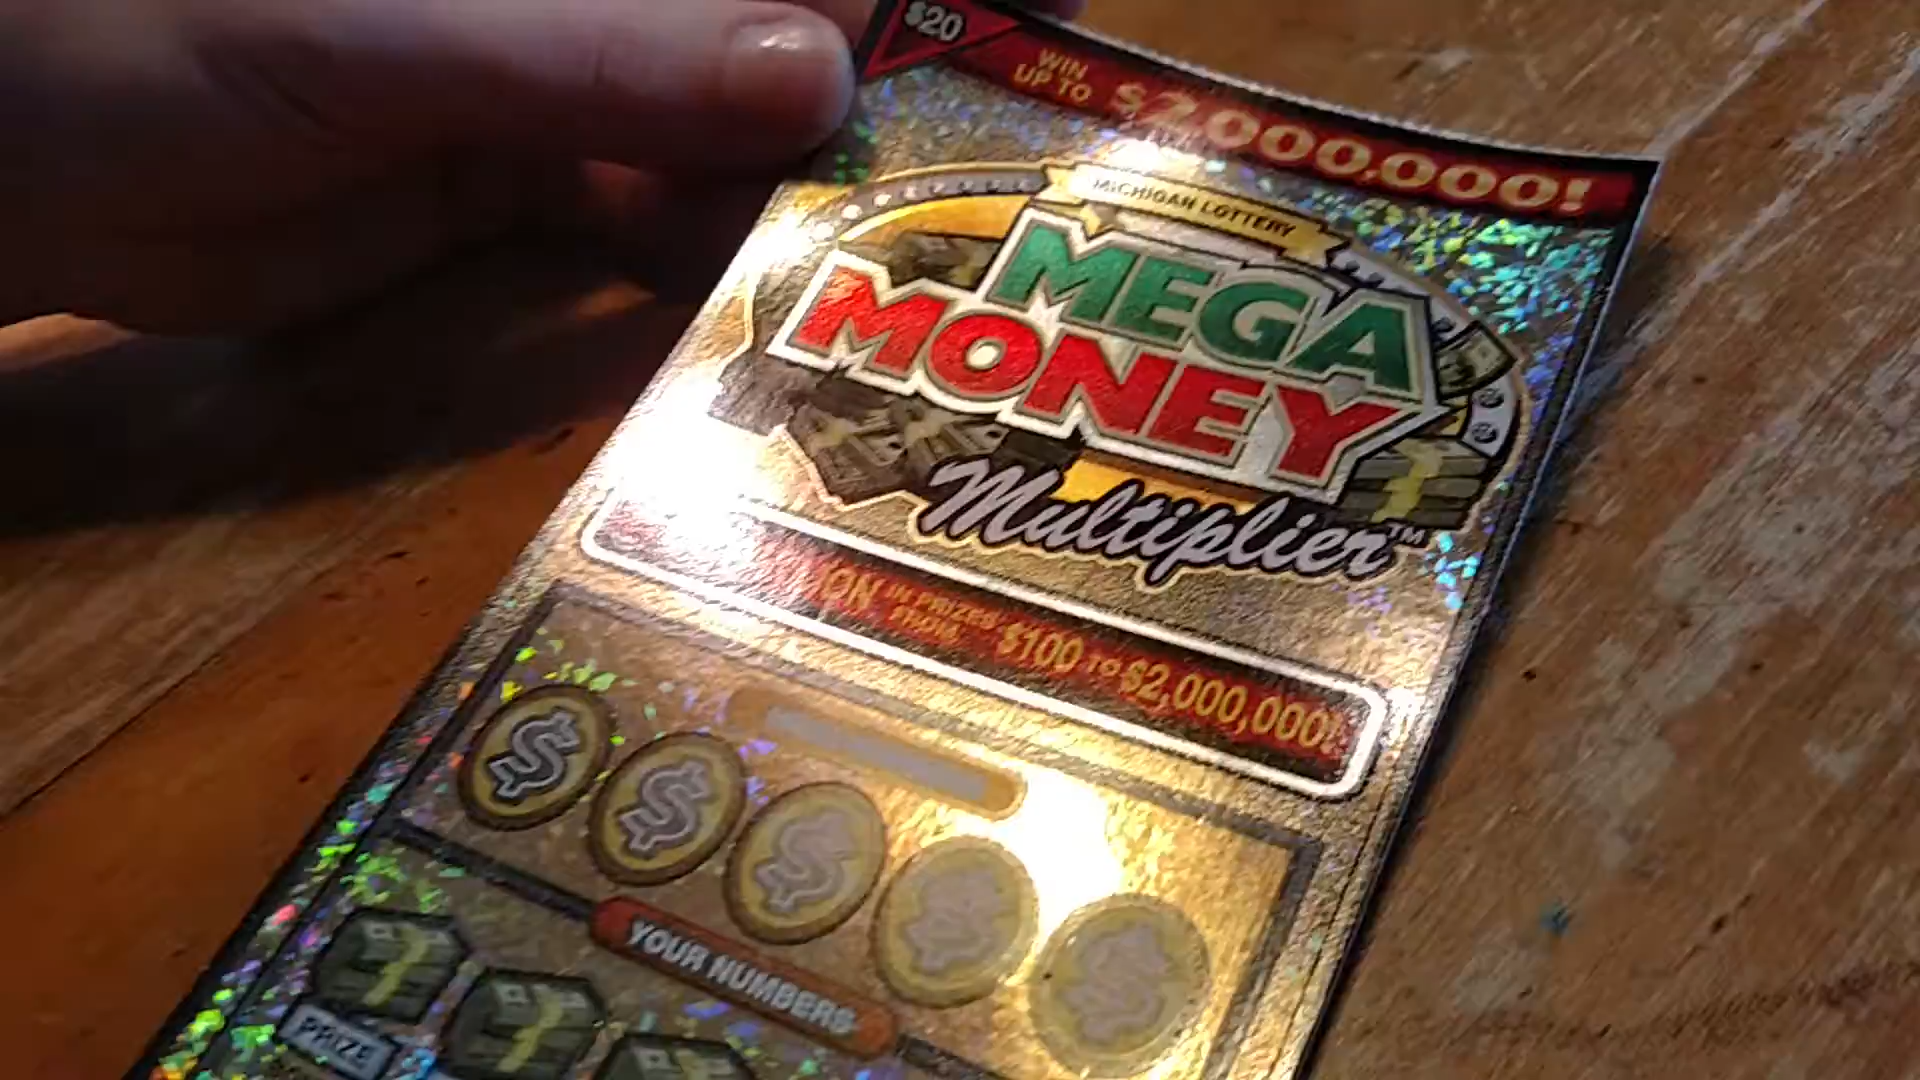 $20
WIN
UP TO $2,000,000!
MICHIGAN LOTTERY
MEGA
MONEY
Multiplier™
IN PRIZES
FROM $100 TO $2,000,000!
YOUR NUMBERS
PRIZE